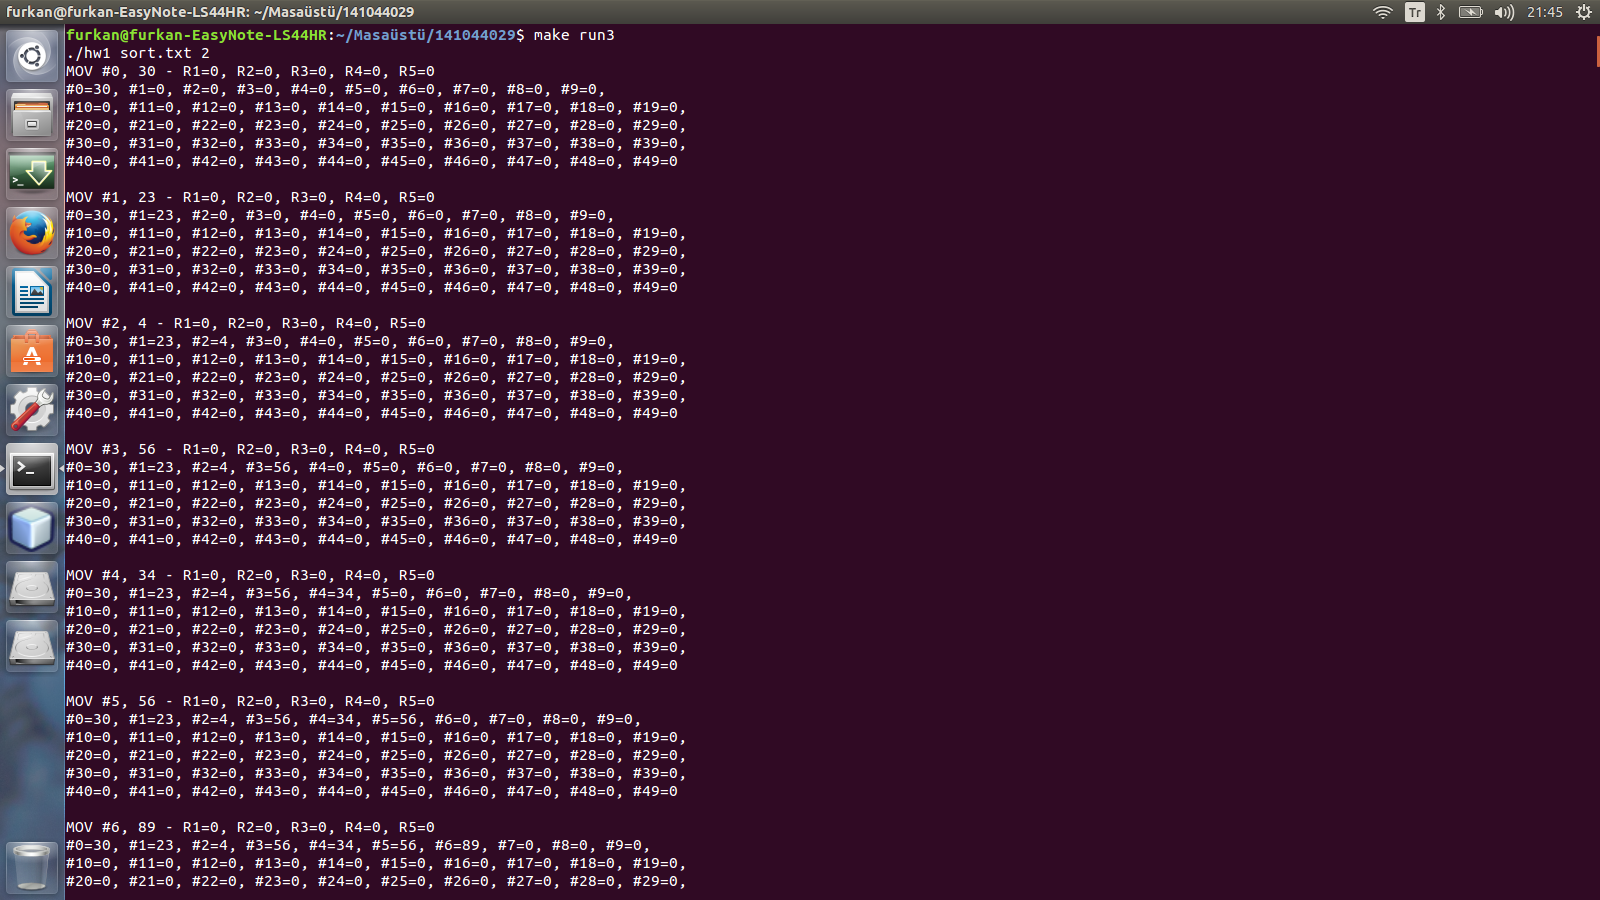 furkan@furkan-EasyNote-LS44HR: ~/Masaüstü/141044029
Tr
21:45
furkan@furkan-EasyNote-LS44HR:~/Masaüstü/141044029$ make run3
./hw1 sort.txt 2
MOV #0, 30 - R1=0, R2=0, R3=0, R4=0, R5=0
#0=30, #1=0, #2=0, #3=0, #4=0, #5=0, #6=0, #7=0, #8=0, #9=0,
#10=0, #11=0, #12=0, #13=0, #14=0, #15=0, #16=0, #17=0, #18=0, #19=0,
#20=0, #21=0, #22=0, #23=0, #24=0, #25=0, #26=0, #27=0, #28=0, #29=0,
#30=0, #31=0, #32=0, #33=0, #34=0, #35=0, #36=0, #37=0, #38=0, #39=0,
#40=0, #41=0, #42=0, #43=0, #44=0, #45=0, #46=0, #47=0, #48=0, #49=0
MOV #1, 23 - R1=0, R2=0, R3=0, R4=0, R5=0
#0=30, #1=23, #2=0, #3=0, #4=0, #5=0, #6=0, #7=0, #8=0, #9=0,
#10=0, #11=0, #12=0, #13=0, #14=0, #15=0, #16=0, #17=0, #18=0, #19=0,
#20=0, #21=0, #22=0, #23=0, #24=0, #25=0, #26=0, #27=0, #28=0, #29=0,
#30=0, #31=0, #32=0, #33=0, #34=0, #35=0, #36=0, #37=0, #38=0, #39=0,
#40=0, #41=0, #42=0, #43=0, #44=0, #45=0, #46=0, #47=0, #48=0, #49=0
MOV #2, 4 - R1=0, R2=0, R3=0, R4=0, R5=0
#0=30, #1=23, #2=4, #3=0, #4=0, #5=0, #6=0, #7=0, #8=0, #9=0,
#10=0, #11=0, #12=0, #13=0, #14=0, #15=0, #16=0, #17=0, #18=0, #19=0,
#20=0, #21=0, #22=0, #23=0, #24=0, #25=0, #26=0, #27=0, #28=0, #29=0,
#30=0, #31=0, #32=0, #33=0, #34=0, #35=0, #36=0, #37=0, #38=0, #39=0,
#40=0, #41=0, #42=0, #43=0, #44=0, #45=0, #46=0, #47=0, #48=0, #49=0
MOV #3, 56 - R1=0, R2=0, R3=0, R4=0, R5=0
#0=30, #1=23, #2=4, #3=56, #4=0, #5=0, #6=0, #7=0, #8=0, #9=0,
#10=0, #11=0, #12=0, #13=0, #14=0, #15=0, #16=0, #17=0, #18=0, #19=0,
#20=0, #21=0, #22=0, #23=0, #24=0, #25=0, #26=0, #27=0, #28=0, #29=0,
#30=0, #31=0, #32=0, #33=0, #34=0, #35=0, #36=0, #37=0, #38=0, #39=0,
#40=0, #41=0, #42=0, #43=0, #44=0, #45=0, #46=0, #47=0, #48=0, #49=0
MOV #4, 34 - R1=0, R2=0, R3=0, R4=0, R5=0
#0=30, #1=23, #2=4, #3=56, #4=34, #5=0, #6=0, #7=0, #8=0, #9=0,
#10=0, #11=0, #12=0, #13=0, #14=0, #15=0, #16=0, #17=0, #18=0, #19=0,
#20=0, #21=0, #22=0, #23=0, #24=0, #25=0, #26=0, #27=0, #28=0, #29=0,
#30=0, #31=0, #32=0, #33=0, #34=0, #35=0, #36=0, #37=0, #38=0, #39=0,
#40=0, #41=0, #42=0, #43=0, #44=0, #45=0, #46=0, #47=0, #48=0, #49=0
MOV #5, 56 - R1=0, R2=0, R3=0, R4=0, R5=0
#0=30, #1=23, #2=4, #3=56, #4=34, #5=56, #6=0, #7=0, #8=0, #9=0,
#10=0, #11=0, #12=0, #13=0, #14=0, #15=0, #16=0, #17=0, #18=0, #19=0,
#20=0, #21=0, #22=0, #23=0, #24=0, #25=0, #26=0, #27=0, #28=0, #29=0,
#30=0, #31=0, #32=0, #33=0, #34=0, #35=0, #36=0, #37=0, #38=0, #39=0,
#40=0, #41=0, #42=0, #43=0, #44=0, #45=0, #46=0, #47=0, #48=0, #49=0
MOV #6, 89 - R1=0, R2=0, R3=0, R4=0, R5=0
#0=30, #1=23, #2=4, #3=56, #4=34, #5=56, #6=89, #7=0, #8=0, #9=0,
#10=0, #11=0, #12=0, #13=0, #14=0, #15=0, #16=0, #17=0, #18=0, #19=0,
#20=0, #21=0, #22=0, #23=0, #24=0, #25=0, #26=0, #27=0, #28=0, #29=0,